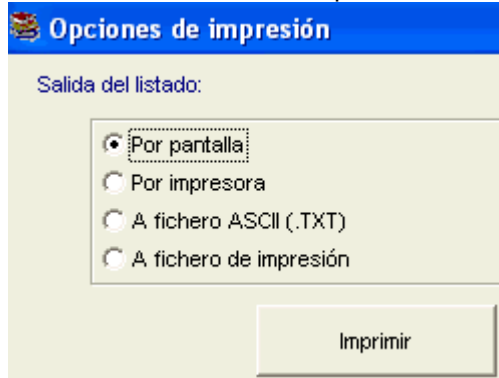 Opciones de impresión
Salida del listado:
Por pantalla
Por impresora
A fichero ASCII (.TXT)
A fichero de impresión
Imprimir